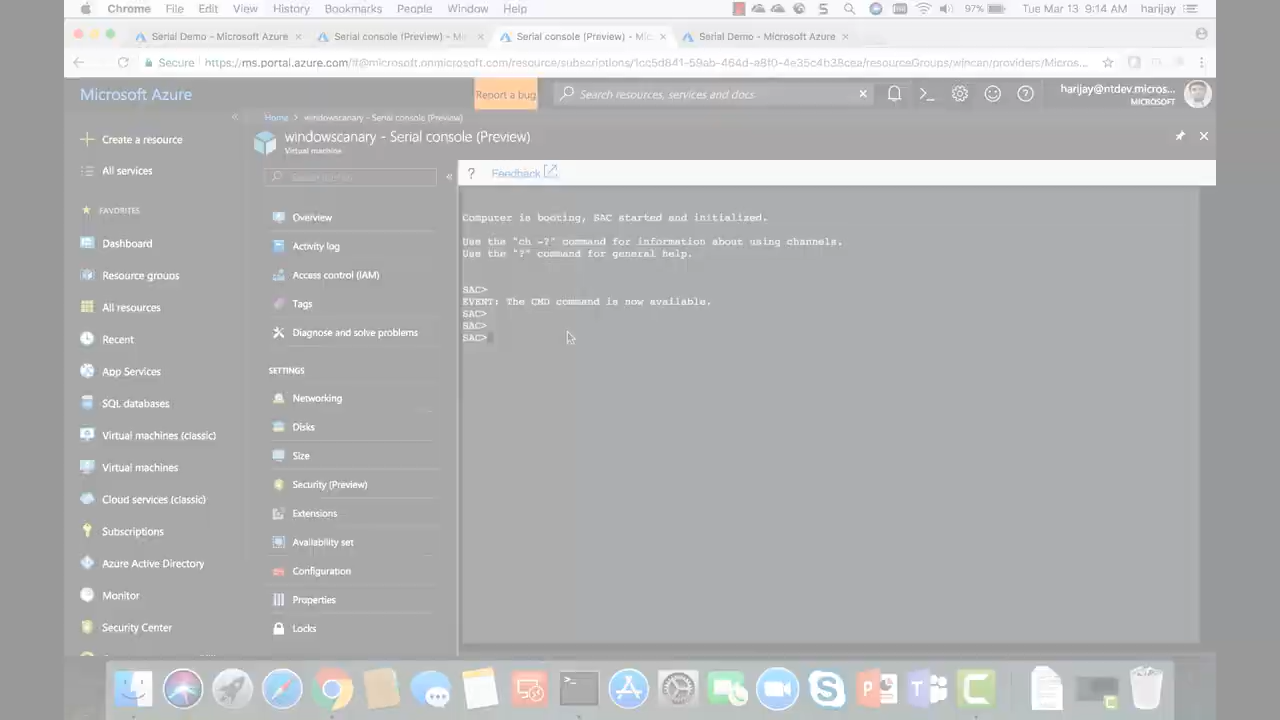 Chrome File Edit View History Bookmarks People Window Help 97% Tue Mar 13 9:14 AM harijay
Serial Demo - Microsoft Azure
Serial console (Preview) - Mi
Serial console (Preview) - Mic
Serial Demo - Microsoft Azure
Secure
Microsoft Azure
Report a bug
Search resources, services and docs
harijay@ntdev.micros...
MICROSOFT
Home > windowscanary - Serial console (Preview)
windowscanary - Serial console (Preview)
Virtual machine
Create a resource
All services
FAVORITES
Dashboard
Resource groups
All resources
Recent
App Services
SQL databases
Virtual machines (classic)
Virtual machines
Cloud services (classic)
Subscriptions
Azure Active Directory
Monitor
Security Center
Overview
Activity log
Access control (IAM)
Tags
Diagnose and solve problems
SETTINGS
Networking
Disks
Size
Security (Preview)
Extensions
Availability set
Configuration
Properties
Locks
? Feedback
Computer is booting, SAC started and initialized.
Use the "ch -?" command for information about using channels.
Use the "?" command for general help.
SAC>
EVENT: The CMD command is now available.
SAC>
SAC>
SAC>